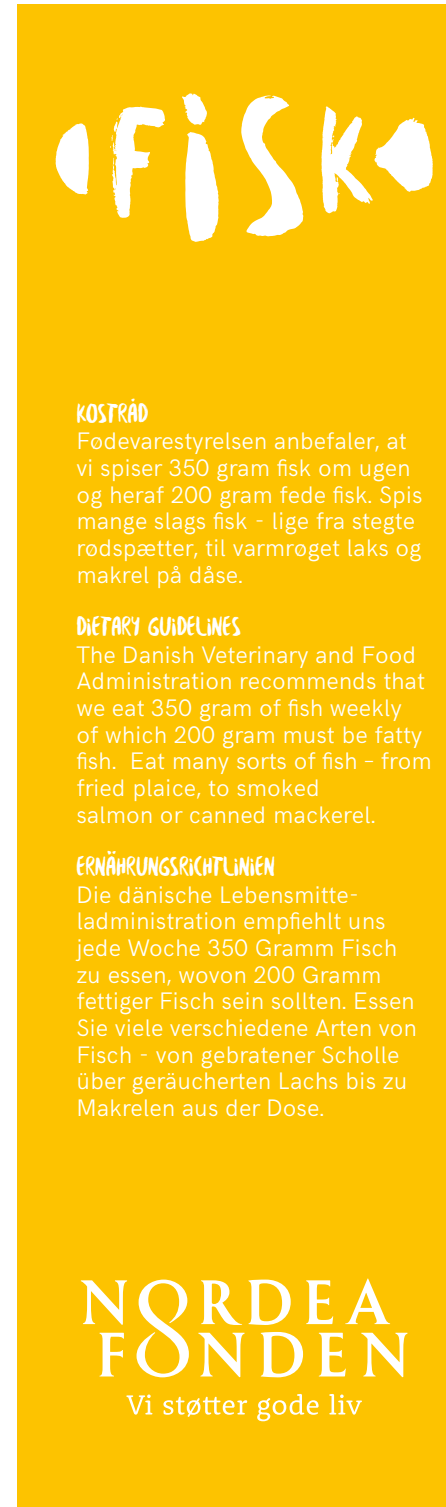 FiSK
KOSTRÅD
Fødevarestyrelsen anbefaler, at
vi spiser 350 gram fisk om ugen
og heraf 200 gram fede fisk. Spis
mange slags fisk - lige fra stegte
rødspætter, til varmrøget laks og
makrel på dåse.
DiETARY GUiDELiNES
The Danish Veterinary and Food
Administration recommends that
we eat 350 gram of fish weekly
of which 200 gram must be fatty
fish.  Eat many sorts of fish – from
fried plaice, to smoked
salmon or canned mackerel.
ERNÄHRUNGSRiCHTLiNiEN
Die dänische Lebensmitte-
ladministration empfiehlt uns
jede Woche 350 Gramm Fisch
zu essen, wovon 200 Gramm
fettiger Fisch sein sollten. Essen
Sie viele verschiedene Arten von
Fisch - von gebratener Scholle
über geräucherten Lachs bis zu
Makrelen aus der Dose.
NORDEA
FONDEN
Vi støtter gode liv